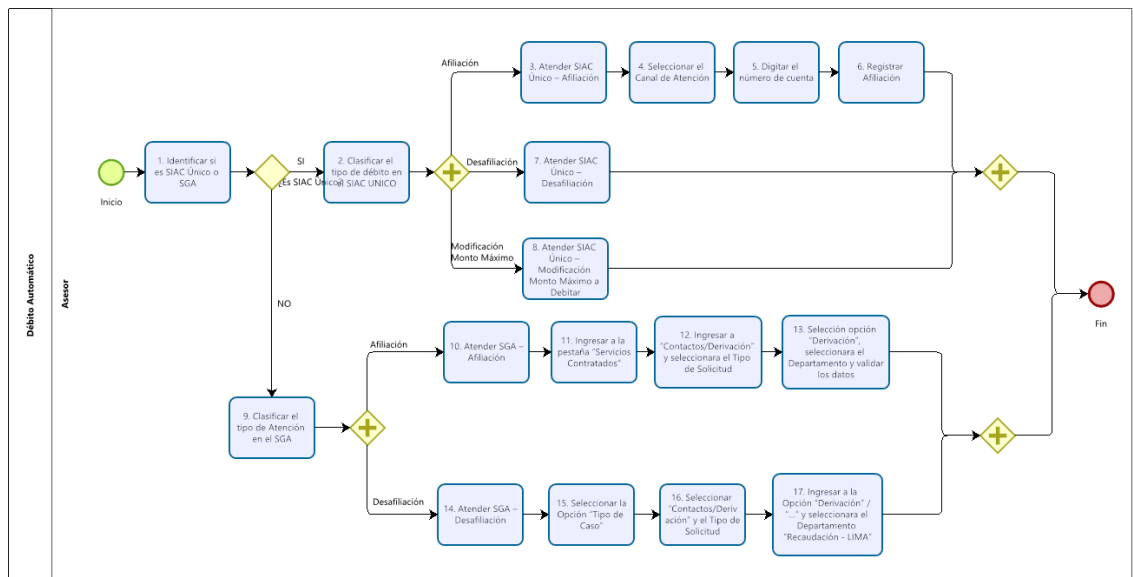 Débito Automático
Asesor
Inicio
1. Identificar si
es SIAC Único o
SGA
SI
¿Es SIAC Único?
2. Clasificar el
tipo de débito en
el SIAC UNICO
Afiliación
3. Atender SIAC
Único – Afiliación
4. Seleccionar el
Canal de Atención
5. Digitar el
número de cuenta
6. Registrar
Afiliación
Desafiliación
7. Atender SIAC
Único –
Desafiliación
Modificación
Monto Máximo
8. Atender SIAC
Único –
Modificación
Monto Máximo a
Debitar
NO
9. Clasificar el
tipo de Atención
en el SGA
Afiliación
10. Atender SGA –
Afiliación
11. Ingresar a la
pestaña "Servicios
Contratados"
12. Ingresar a
"Contactos/Derivación"
y seleccionara el Tipo
de Solicitud
13. Selección opción
"Derivación",
seleccionara el
Departamento y validar
los datos
Desafiliación
14. Atender SGA –
Desafiliación
15. Seleccionar la
Opción "Tipo de
Caso"
16. Seleccionar
"Contactos/Deriv
ación" y el Tipo de
Solicitud
17. Ingresar a la
Opción "Derivación" /
"..." y seleccionara el
Departamento
"Recaudación - LIMA"
Fin